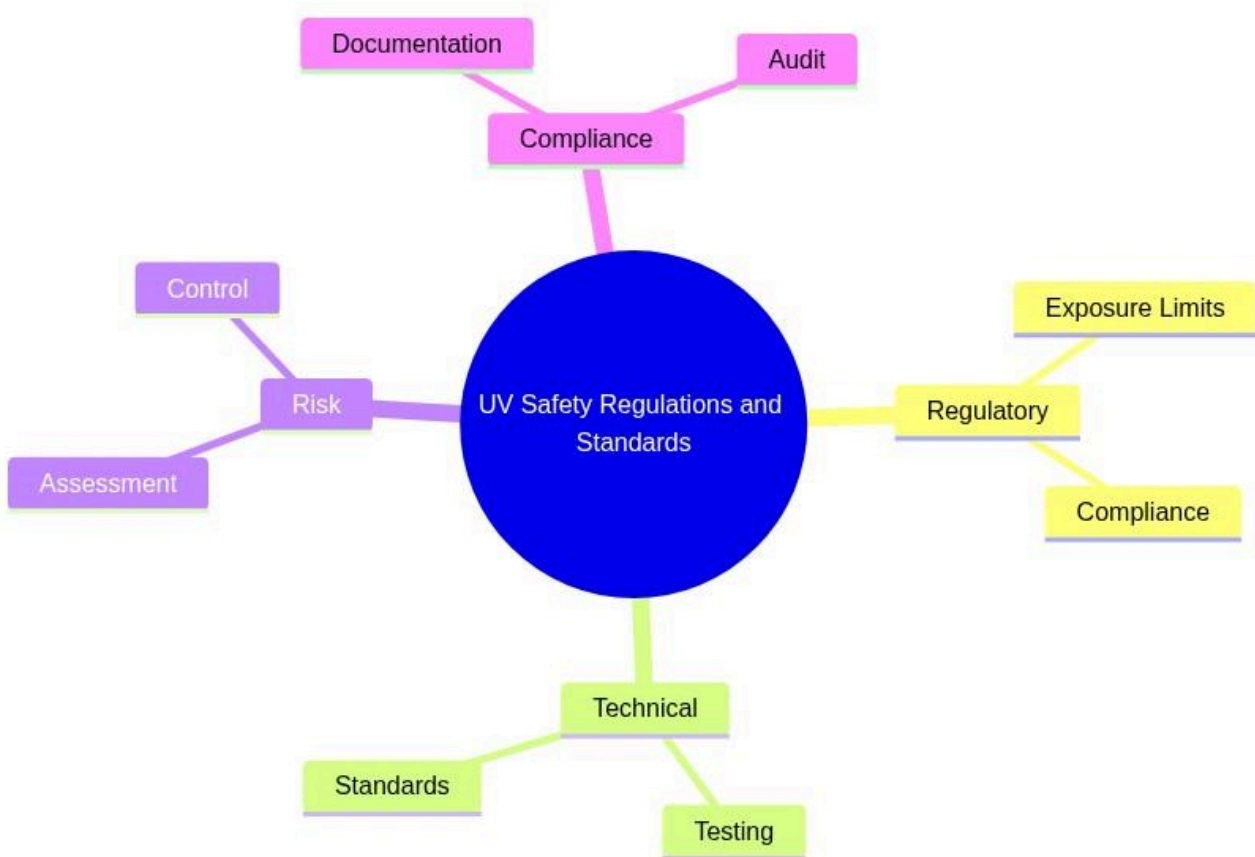 Documentation
Audit
Compliance
Control
Exposure Limits
Risk
UV Safety Regulations and
Standards
Regulatory
Assessment
Compliance
Technical
Standards
Testing